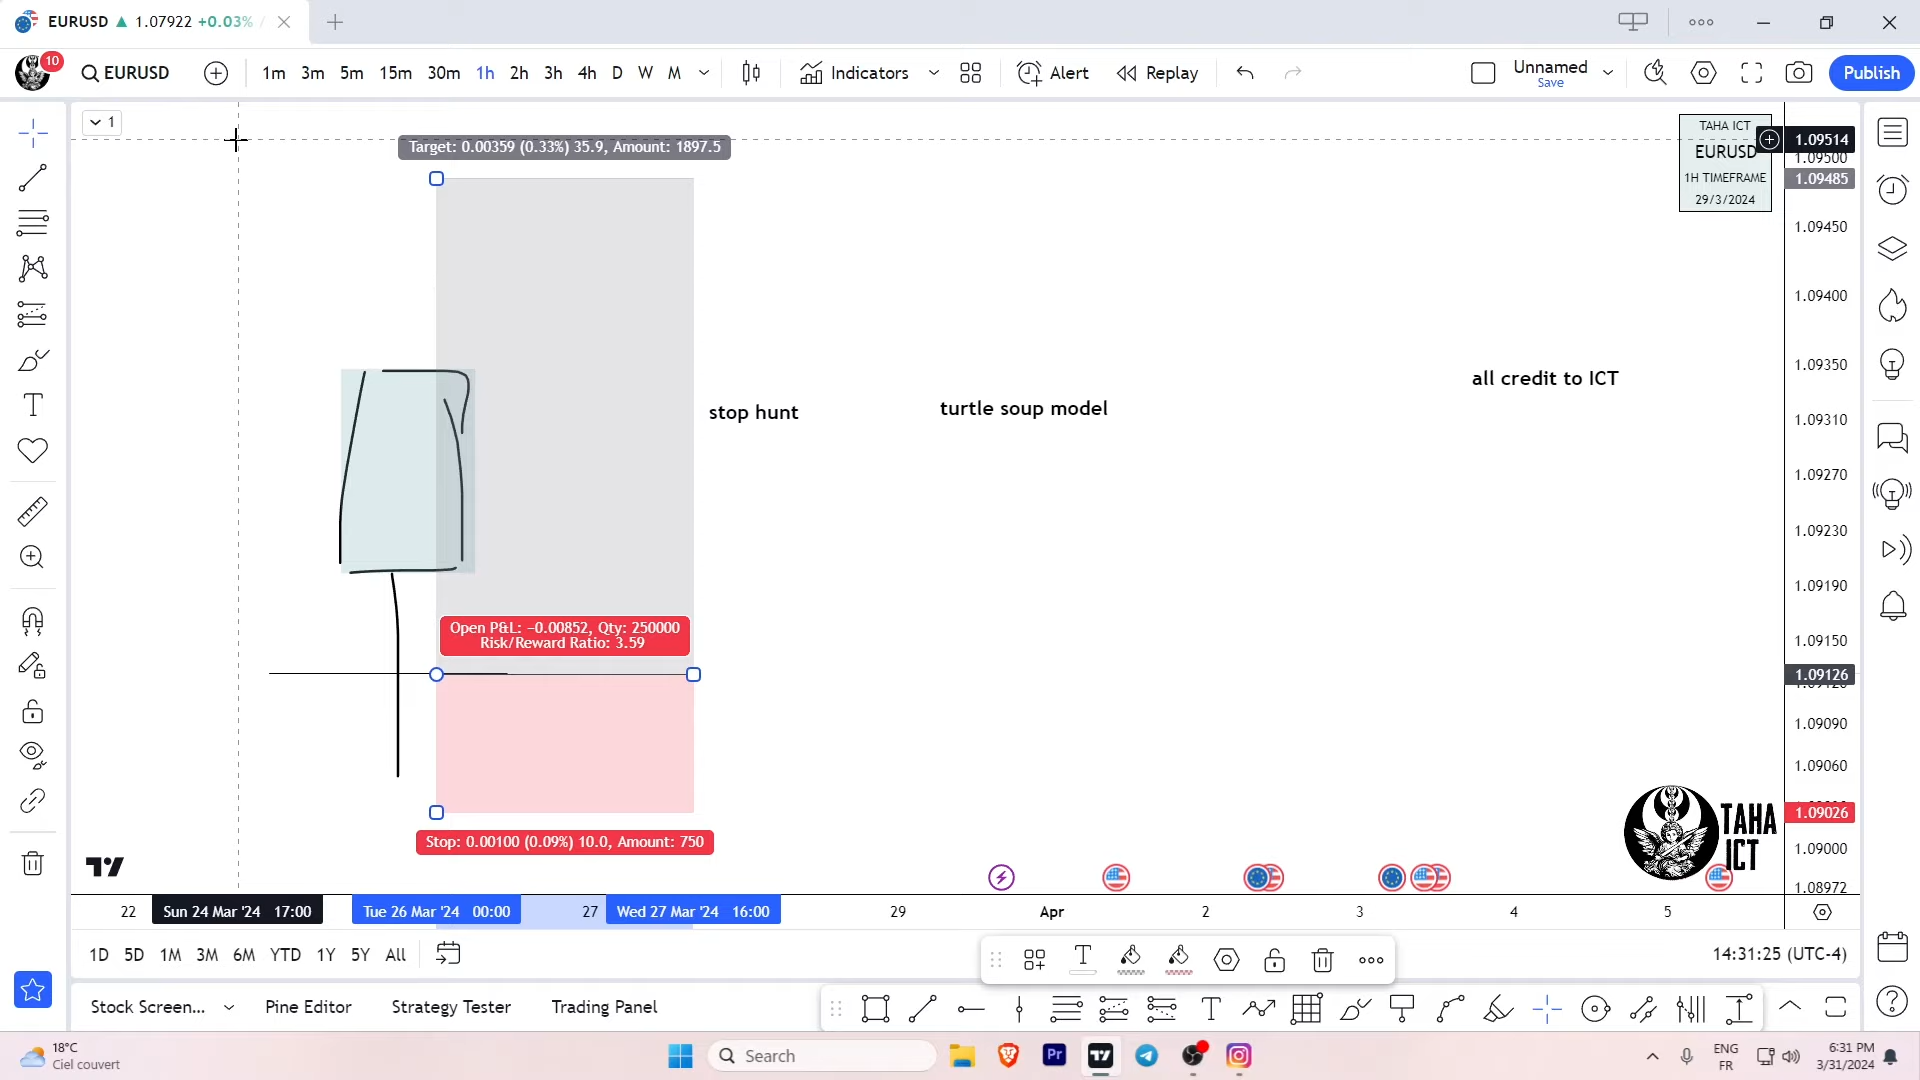 EURUSD ▲ 1.07922 +0.03% /
10
EURUSD
1m 3m 5m 15m 30m 1h 2h 3h 4h D W M
Indicators
Alert
Replay
Unnamed
Save
Publish
1
Target: 0.00359 (0.33%) 35.9, Amount: 1897.5
TAHA ICT
EURUSD
1H TIMEFRAME
29/3/2024
1.09514
1.09500
1.09485
1.09450
1.09400
1.09350
1.09310
1.09270
1.09230
1.09190
1.09150
1.09126
1.09090
1.09060
1.09026
1.09000
1.08972
all credit to ICT
stop hunt
turtle soup model
Open P&L: −0.00852, Qty: 250000
Risk/Reward Ratio: 3.59
Stop: 0.00100 (0.09%) 10.0, Amount: 750
TAHA
ICT
22
Sun 24 Mar '24 17:00
Tue 26 Mar '24 00:00
27
Wed 27 Mar '24 16:00
29
Apr
2
3
4
5
1D 5D 1M 3M 6M YTD 1Y 5Y All
14:31:25 (UTC-4)
Stock Screen...
Pine Editor
Strategy Tester
Trading Panel
18°C
Ciel couvert
Search
Pr
ENG
FR
6:31 PM
3/31/2024